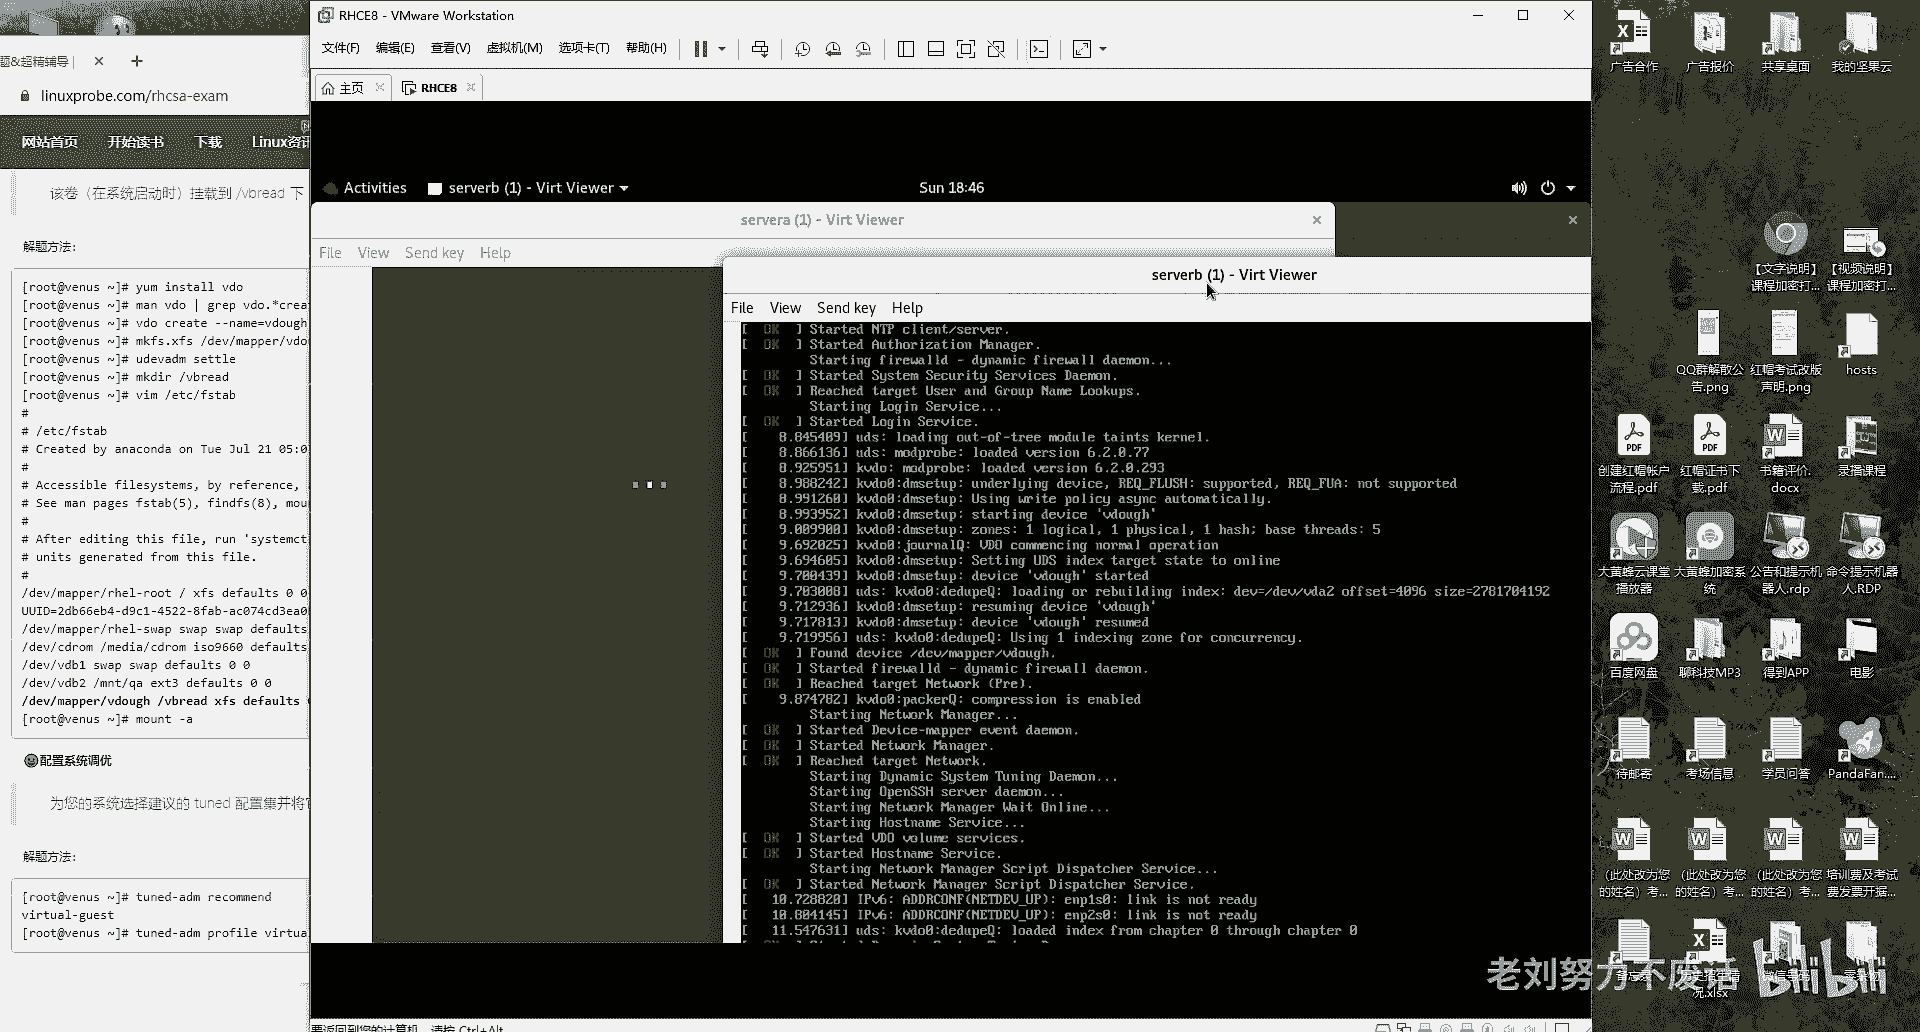 RHCE8 - VMware Workstation
文件(F) 编辑(E) 查看(V) 虚拟机(M) 选项卡(T) 帮助(H)
主页 RHCE8
linuxprobe.com/rhcsa-exam
网站首页 开始读书 下载 Linux资讯
该卷（在系统启动时）挂载到 /vbread 下
解题方法:
[root@venus ~]# yum install vdo
[root@venus ~]# man vdo | grep vdo.*crea
[root@venus ~]# vdo create --name=vdough
[root@venus ~]# mkfs.xfs /dev/mapper/vdo
[root@venus ~]# udevadm settle
[root@venus ~]# mkdir /vbread
[root@venus ~]# vim /etc/fstab
#
# /etc/fstab
# Created by anaconda on Tue Jul 21 05:0
#
# Accessible filesystems, by reference,
# See man pages fstab(5), findfs(8), mou
#
# After editing this file, run 'systemct
# units generated from this file.
#
/dev/mapper/rhel-root / xfs defaults 0 0
UUID=2db66eb4-d9c1-4522-8fab-ac074cd3ea0
/dev/mapper/rhel-swap swap swap defaults
/dev/cdrom /media/cdrom iso9660 defaults
/dev/vdb1 swap swap defaults 0 0
/dev/vdb2 /mnt/qa ext3 defaults 0 0
/dev/mapper/vdough /vbread xfs defaults
[root@venus ~]# mount -a
配置系统调优
为您的系统选择建议的 tuned 配置集并将它
解题方法:
[root@venus ~]# tuned-adm recommend
virtual-guest
[root@venus ~]# tuned-adm profile virtua
Activities serverb (1) - Virt Viewer Sun 18:46
servera (1) - Virt Viewer
File View Send key Help
serverb (1) - Virt Viewer
File View Send key Help
[ OK ] Started NTP client/server.
[ OK ] Started Authorization Manager.
Starting firewalld - dynamic firewall daemon...
[ OK ] Started System Security Services Daemon.
[ OK ] Reached target User and Group Name Lookups.
Starting Login Service...
[ OK ] Started Login Service.
[ 8.845409] uds: loading out-of-tree module taints kernel.
[ 8.866136] uds: modprobe: loaded version 6.2.0.77
[ 8.925951] kvdo: modprobe: loaded version 6.2.0.293
[ 8.988242] kvdo0:dmsetup: underlying device, REQ_FLUSH: supported, REQ_FUA: not supported
[ 8.991260] kvdo0:dmsetup: Using write policy async automatically.
[ 8.993952] kvdo0:dmsetup: starting device 'vdough'
[ 9.009900] kvdo0:dmsetup: zones: 1 logical, 1 physical, 1 hash; base threads: 5
[ 9.692025] kvdo0:journalQ: VDO commencing normal operation
[ 9.694605] kvdo0:dmsetup: Setting UDS index target state to online
[ 9.700439] kvdo0:dmsetup: device 'vdough' started
[ 9.703008] uds: kvdo0:dedupeQ: loading or rebuilding index: dev=/dev/vda2 offset=4096 size=2781704192
[ 9.712936] kvdo0:dmsetup: resuming device 'vdough'
[ 9.717813] kvdo0:dmsetup: device 'vdough' resumed
[ 9.719956] uds: kvdo0:dedupeQ: Using 1 indexing zone for concurrency.
[ OK ] Found device /dev/mapper/vdough.
[ OK ] Started firewalld - dynamic firewall daemon.
[ OK ] Reached target Network (Pre).
[ 9.874782] kvdo0:packerQ: compression is enabled
Starting Network Manager...
[ OK ] Started Device-mapper event daemon.
[ OK ] Started Network Manager.
[ OK ] Reached target Network.
Starting Dynamic System Tuning Daemon...
Starting OpenSSH server daemon...
Starting Network Manager Wait Online...
Starting Hostname Service...
[ OK ] Started VDO volume services.
[ OK ] Started Hostname Service.
Starting Network Manager Script Dispatcher Service...
[ OK ] Started Network Manager Script Dispatcher Service.
[ 10.728820] IPv6: ADDRCONF(NETDEV_UP): enp1s0: link is not ready
[ 10.804145] IPv6: ADDRCONF(NETDEV_UP): enp2s0: link is not ready
[ 11.547631] uds: kvdo0:dedupeQ: loaded index from chapter 0 through chapter 0
广告合作 广告报价 共享桌面 我的坚果云
【文字说明】 【视频说明】
课程加密打... 课程加密打...
QQ群解散公 红帽考试改版 hosts
告.png 声明.png
创建红帽帐户 红帽证书下 书籍评价. 录播课程
流程.pdf 载.pdf docx
大黄蜂云课堂 大黄蜂加密系 公告和提示机 命令提示机器
播放器 统 器人.rdp 人.RDP
百度网盘 聊科技MP3 得到APP 电影
待邮寄 考场信息 学员问答 PandaFan....
（此处改为您 （此处改为您 （此处改为您 培训费及考试
的姓名）考... 的姓名）考... 的姓名）考... 费发票开据...
老刘努力不废话 bilibili